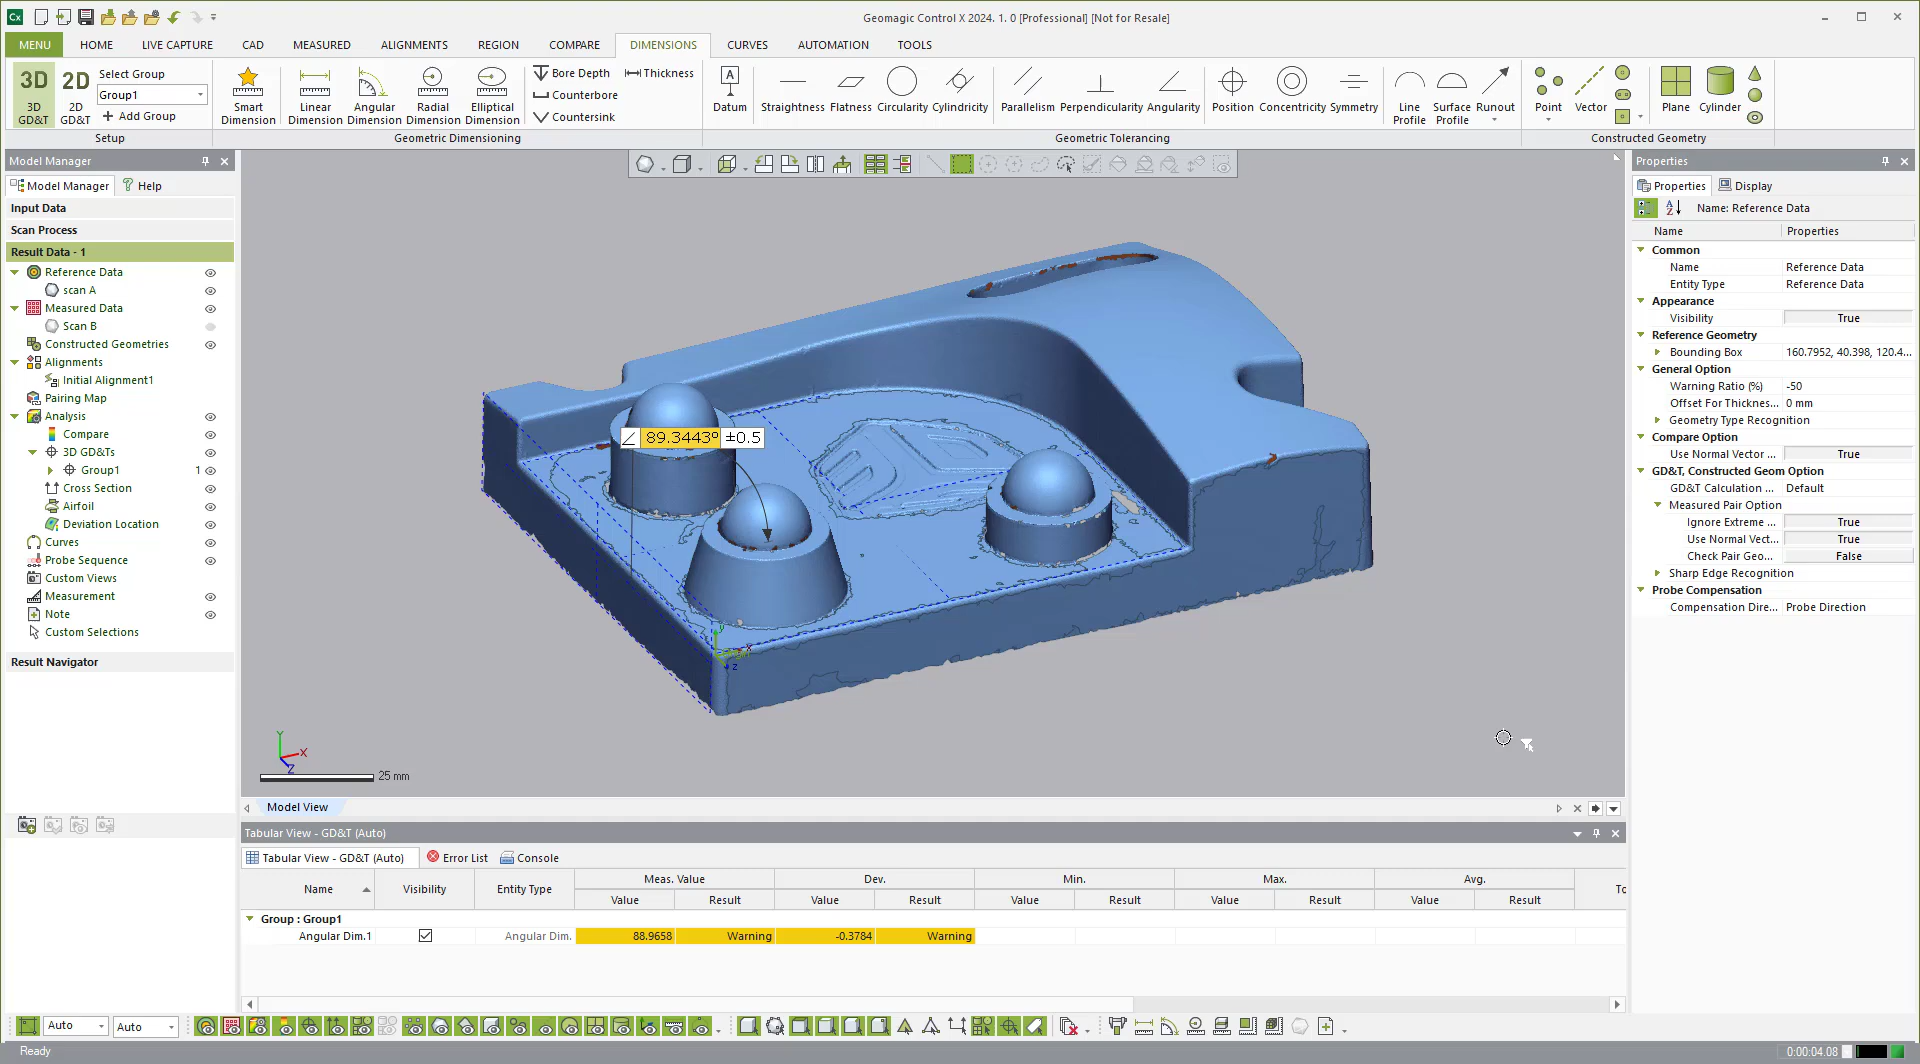 Cx
Geomagic Control X 2024. 1. 0 [Professional] [Not for Resale]
MENU HOME LIVE CAPTURE CAD MEASURED ALIGNMENTS REGION COMPARE DIMENSIONS CURVES AUTOMATION TOOLS
3D 3D GD&T
2D 2D GD&T
Select Group
Group1
Add Group
Setup
Smart Dimension
Linear Dimension
Angular Dimension
Radial Dimension
Elliptical Dimension
Bore Depth
Thickness
Counterbore
Countersink
Geometric Dimensioning
A
Datum
Straightness
Flatness
Circularity
Cylindricity
Parallelism
Perpendicularity
Angularity
Position
Concentricity
Symmetry
Line Profile
Surface Profile
Runout
Geometric Tolerancing
Point
Vector
Plane
Cylinder
Constructed Geometry
Model Manager
Model Manager
Help
Input Data
Scan Process
Result Data - 1
Reference Data
scan A
Measured Data
Scan B
Constructed Geometries
Alignments
Initial Alignment1
Pairing Map
Analysis
Compare
3D GD&Ts
Group1 1
Cross Section
Airfoil
Deviation Location
Curves
Probe Sequence
Custom Views
Measurement
Note
Custom Selections
Result Navigator
89.3443° ±0.5
y
x
z
Y
X
Z
25 mm
Model View
Properties
Properties
Display
Name: Reference Data
Name Properties
Common
Name Reference Data
Entity Type Reference Data
Appearance
Visibility True
Reference Geometry
Bounding Box 160.7952, 40.398, 120.4...
General Option
Warning Ratio (%) -50
Offset For Thicknes... 0 mm
Geometry Type Recognition
Compare Option
Use Normal Vector ... True
GD&T, Constructed Geom Option
GD&T Calculation ... Default
Measured Pair Option
Ignore Extreme ... True
Use Normal Vect... True
Check Pair Geo... False
Sharp Edge Recognition
Probe Compensation
Compensation Dire... Probe Direction
Tabular View - GD&T (Auto)
Tabular View - GD&T (Auto)
Error List
Console
Name Visibility Entity Type Meas. Value Dev. Min. Max. Avg. To
Value Result Value Result Value Result Value Result Value Result
Group : Group1
Angular Dim.1 Angular Dim. 88.9658 Warning -0.3784 Warning
Auto
Auto
Ready
0:00:04.08